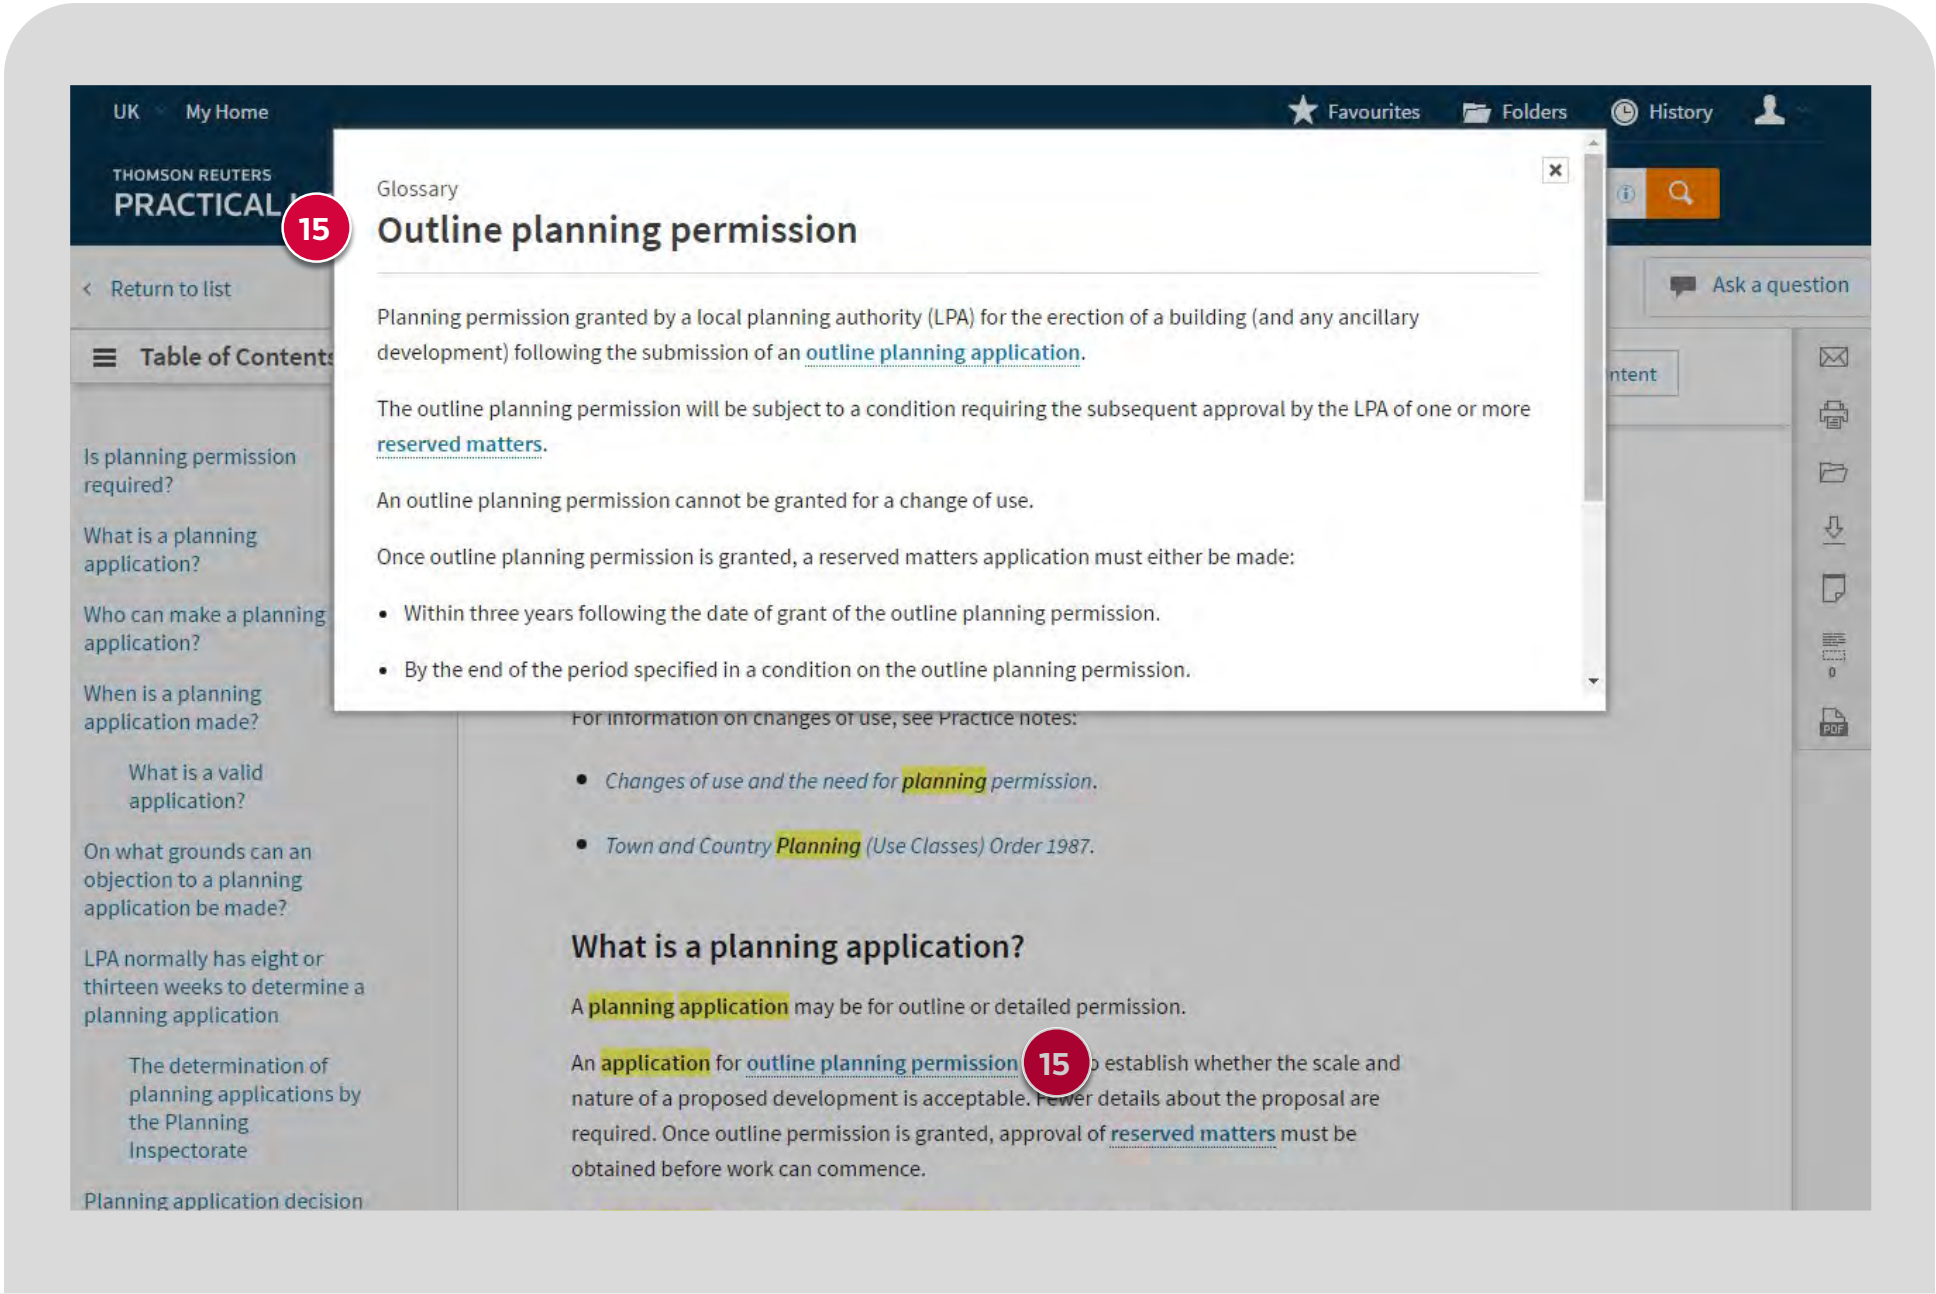 UK My Home Favourites Folders History
THOMSON REUTERS
PRACTICAL
15
Glossary
Outline planning permission
Planning permission granted by a local planning authority (LPA) for the erection of a building (and any ancillary
development) following the submission of an outline planning application.
The outline planning permission will be subject to a condition requiring the subsequent approval by the LPA of one or more
reserved matters.
An outline planning permission cannot be granted for a change of use.
Once outline planning permission is granted, a reserved matters application must either be made:
• Within three years following the date of grant of the outline planning permission.
• By the end of the period specified in a condition on the outline planning permission.
Return to list
Ask a question
Table of Contents
ntent
Is planning permission
required?
What is a planning
application?
Who can make a planning
application?
When is a planning
application made?
What is a valid
application?
On what grounds can an
objection to a planning
application be made?
LPA normally has eight or
thirteen weeks to determine a
planning application
The determination of
planning applications by
the Planning
Inspectorate
Planning application decision
For information on changes of use, see Practice notes:
• Changes of use and the need for planning permission.
• Town and Country Planning (Use Classes) Order 1987.
What is a planning application?
A planning application may be for outline or detailed permission.
An application for outline planning permission 15 establish whether the scale and
nature of a proposed development is acceptable. Fewer details about the proposal are
required. Once outline permission is granted, approval of reserved matters must be
obtained before work can commence.
0
PDF